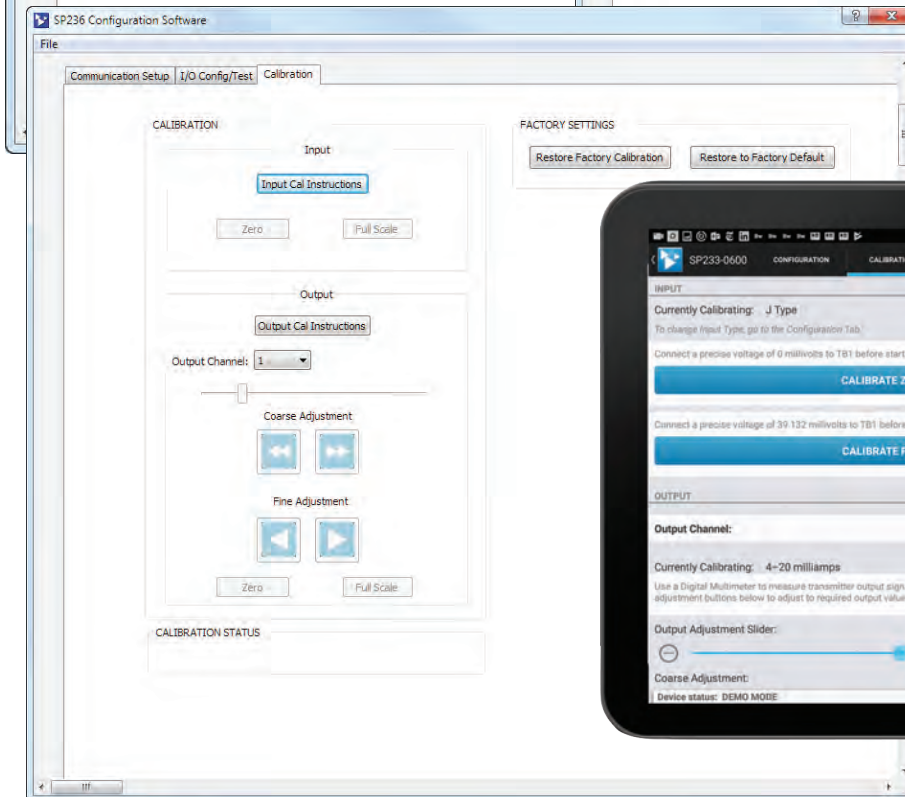 SP236 Configuration Software
File
Communication Setup
I/O Config/Test
Calibration
CALIBRATION
Input
Input Cal Instructions
Zero
Full Scale
Output
Output Cal Instructions
Output Channel: 1
Coarse Adjustment
Fine Adjustment
Zero
Full Scale
CALIBRATION STATUS
FACTORY SETTINGS
Restore Factory Calibration
Restore to Factory Default
SP233-0600
CONFIGURATION
CALIBRATI
INPUT
Currently Calibrating: J Type
To change Input Type, go to the Configuration Tab
Connect a precise voltage of 0 millivolts to TB1 before start
CALIBRATE Z
Connect a precise voltage of 39.132 millivolts to TB1 before
CALIBRATE F
OUTPUT
Output Channel:
Currently Calibrating: 4–20 milliamps
Use a Digital Multimeter to measure transmitter output sign
adjustment buttons below to adjust to required output value
Output Adjustment Slider:
Coarse Adjustment:
Device status: DEMO MODE